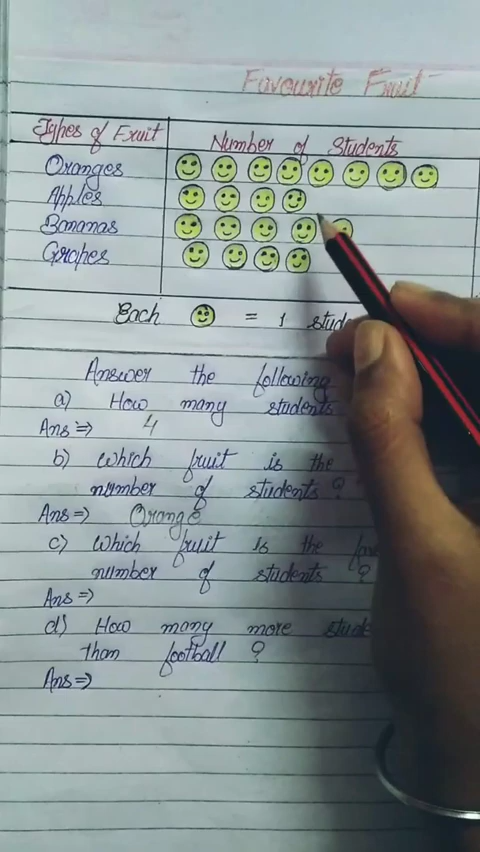 Favourite Fruit
Types of Fruit Number of Students
Oranges
Apples
Bananas
Grapes
Each = 1
Answer the following
a) How many students
Ans => 4
b) Which fruit is the
number of students ?
Ans => Orange
c) Which fruit is the
number of students ?
Ans =>
d) How many more
than football ?
Ans =>